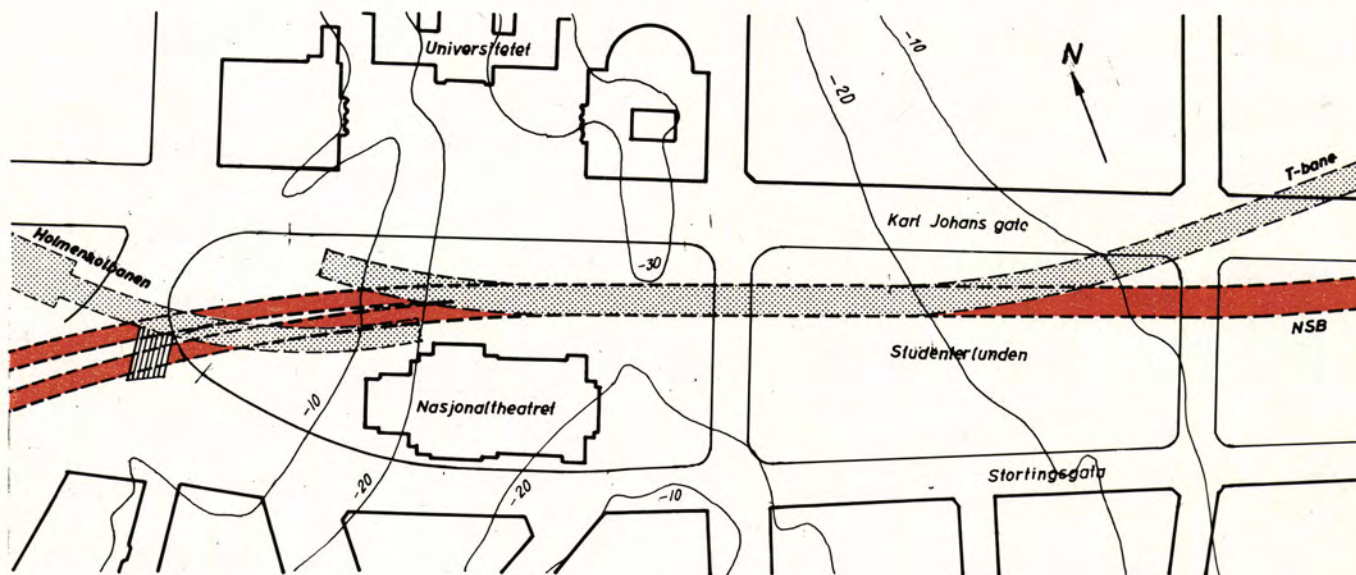 Universitetet
-10
-20
N
T-bane
Karl Johans gate
Holmenkolbanen
-30
NSB
Studenterlunden
-10
Nasjonaltheatret
-20
-20
-10
Stortingsgata